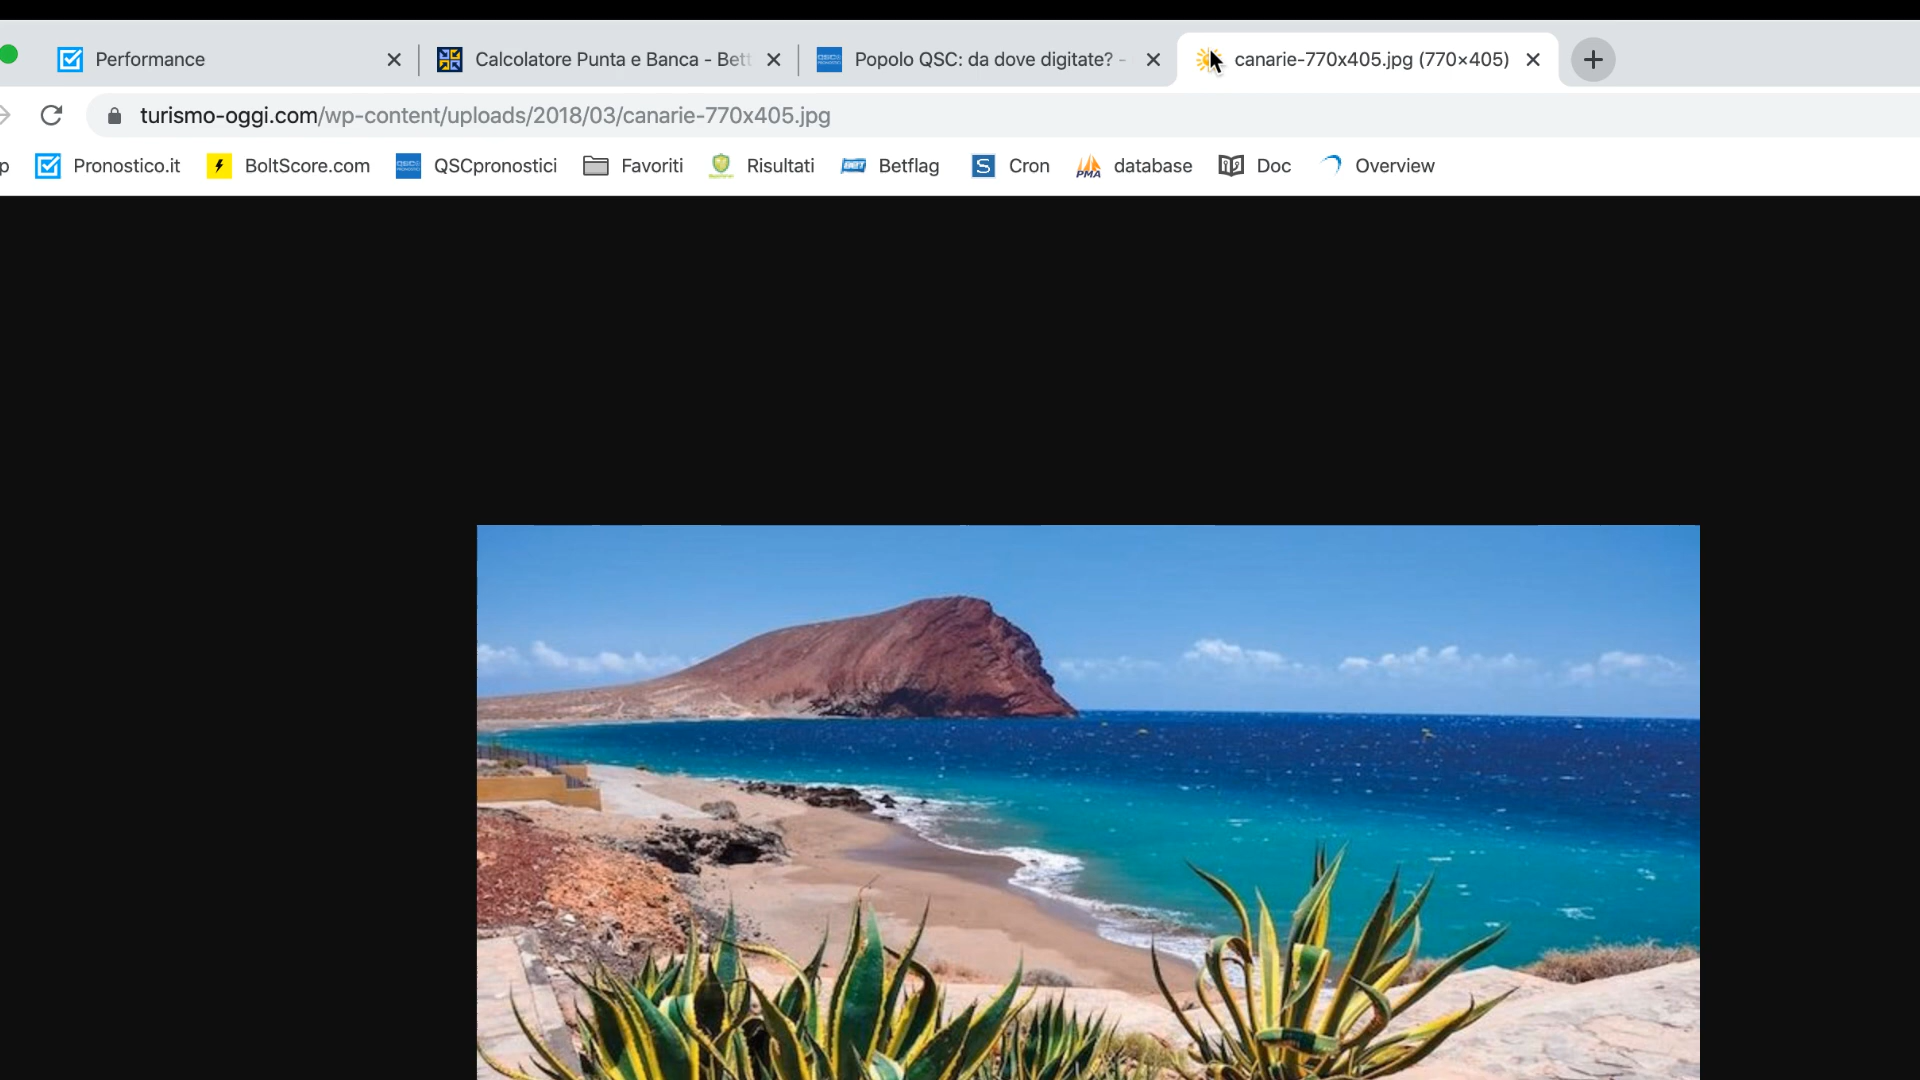 Performance
Calcolatore Punta e Banca - Bett
Popolo QSC: da dove digitate? -
canarie-770x405.jpg (770×405)
turismo-oggi.com/wp-content/uploads/2018/03/canarie-770x405.jpg
p
Pronostico.it
BoltScore.com
QSCpronostici
Favoriti
Risultati
BET
Betflag
S
Cron
PMA
database
Doc
Overview